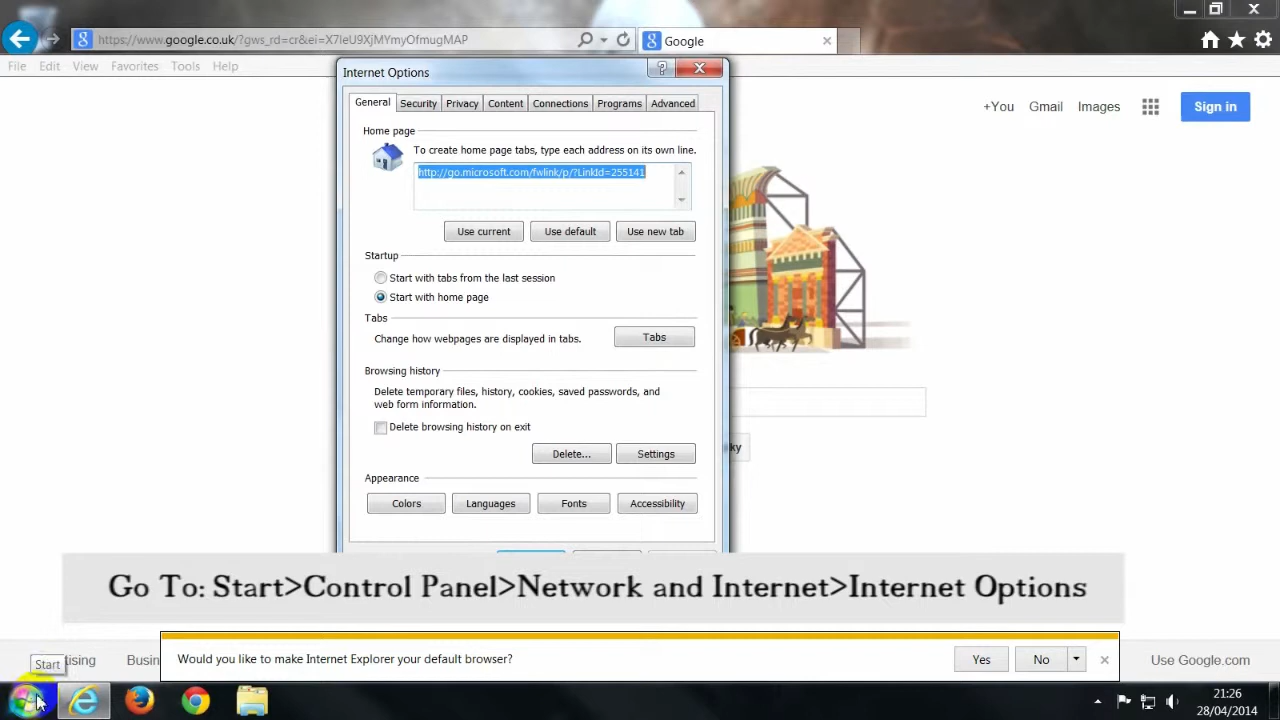 https://www.google.co.uk/?gws_rd=cr&ei=X7IeU9XjMYmyOfmugMAP
Google
File Edit View Favorites Tools Help
Internet Options
+You Gmail Images Sign in
General Security Privacy Content Connections Programs Advanced
Home page
To create home page tabs, type each address on its own line.
http://go.microsoft.com/fwlink/p/?LinkId=255141
Use current Use default Use new tab
Startup
Start with tabs from the last session
Start with home page
Tabs
Change how webpages are displayed in tabs. Tabs
Browsing history
Delete temporary files, history, cookies, saved passwords, and
web form information.
Delete browsing history on exit
ky
Delete... Settings
Appearance
Colors Languages Fonts Accessibility
Go To: Start>Control Panel>Network and Internet>Internet Options
Would you like to make Internet Explorer your default browser? Yes No
Start tising Busin Use Google.com
21:26
28/04/2014